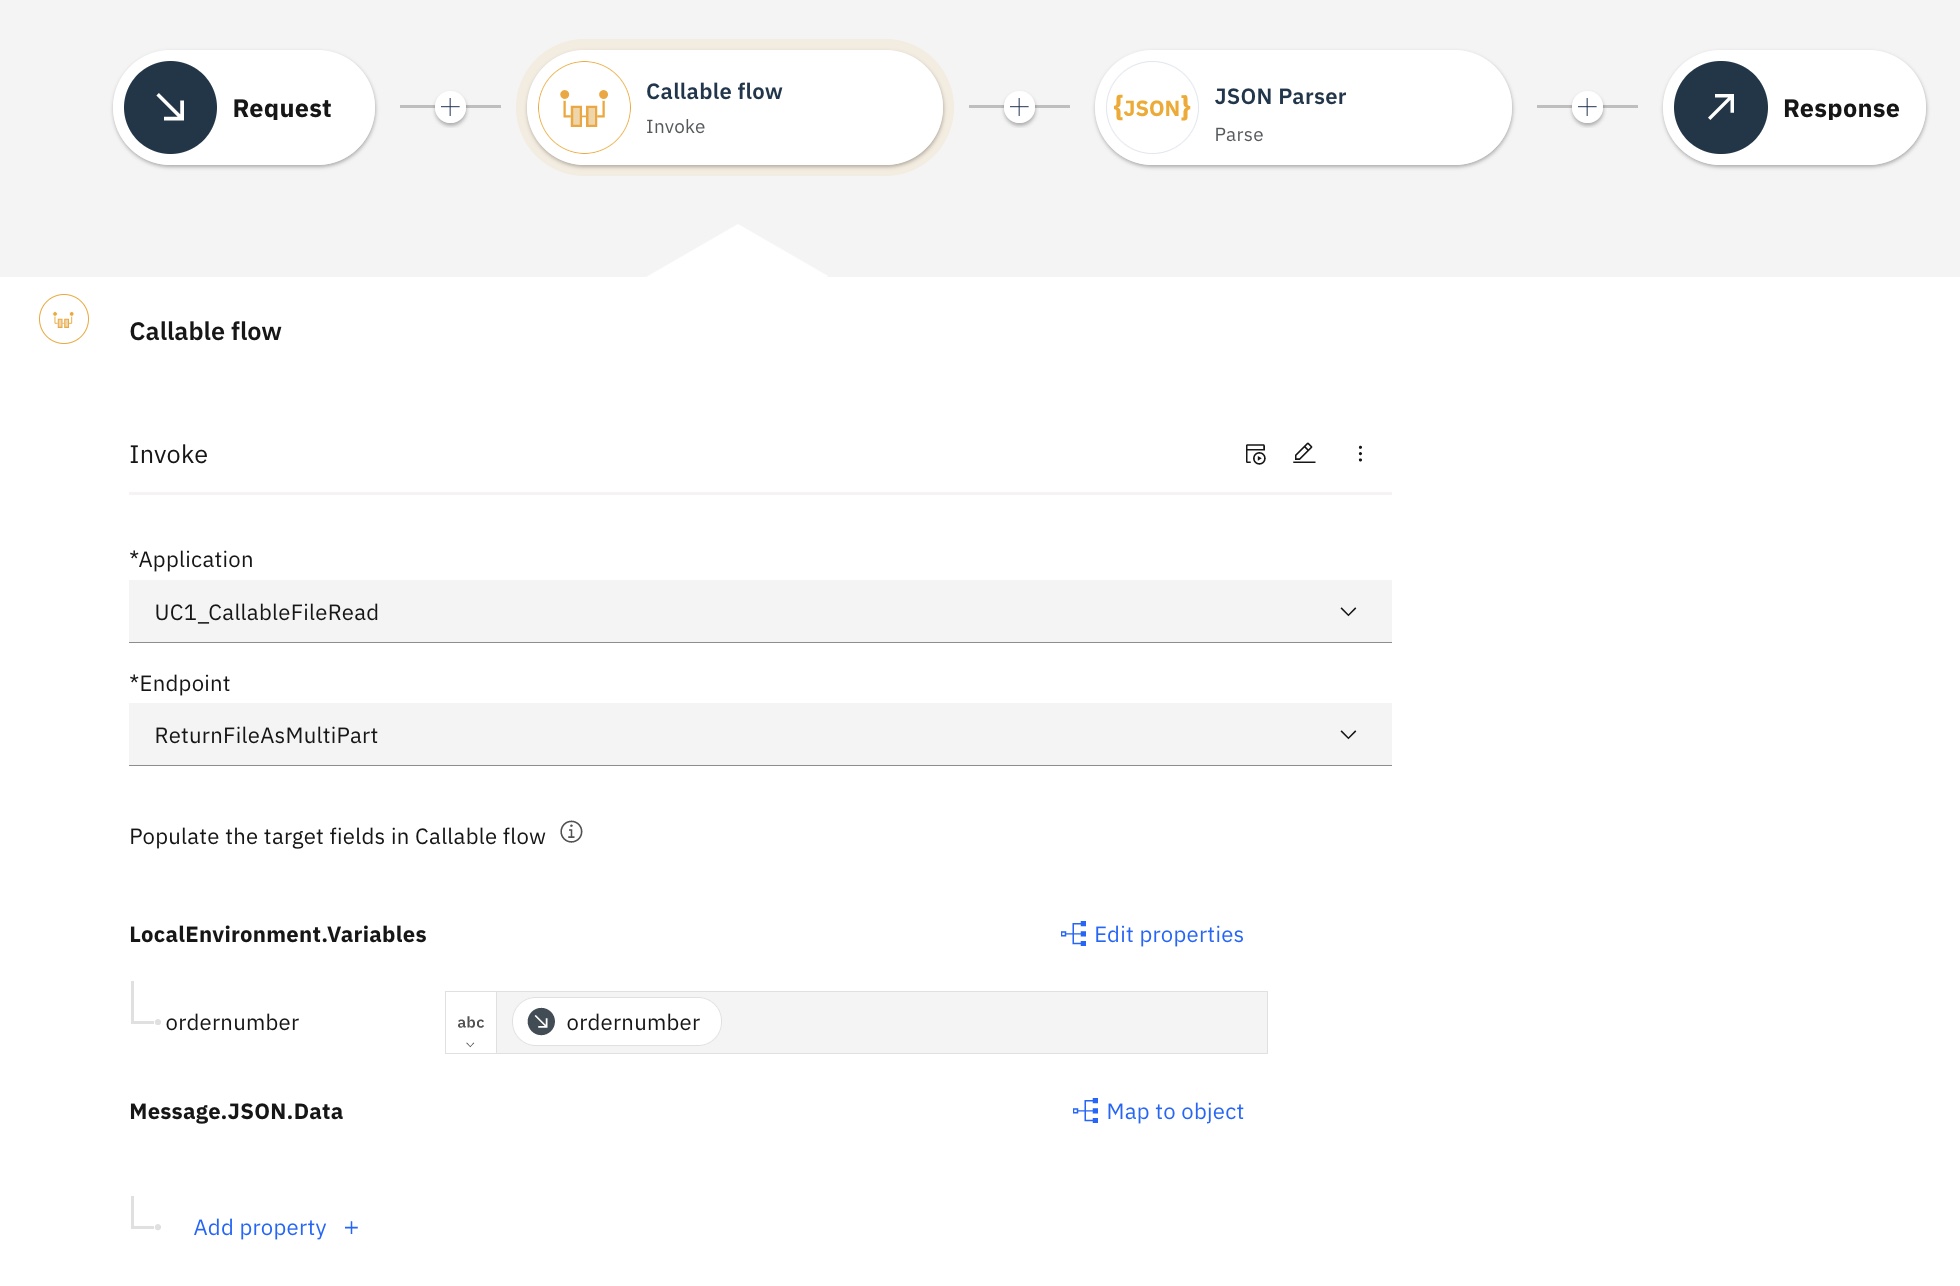 Request
Callable flow
Invoke
{JSON}
JSON Parser
Parse
Response
Callable flow
Invoke
*Application
UC1_CallableFileRead
*Endpoint
ReturnFileAsMultiPart
Populate the target fields in Callable flow
LocalEnvironment.Variables
Edit properties
ordernumber
abc
ordernumber
Message.JSON.Data
Map to object
Add property +